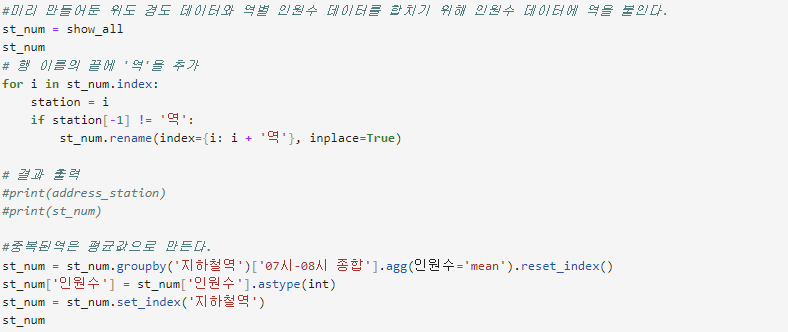 #미리 만들어둔 위도 경도 데이터와 역별 인원수 데이터를 합치기 위해 인원수 데이터에 역을 붙인다.
st_num = show_all
st_num
# 행 이름의 끝에 '역'을 추가
for i in st_num.index:
    station = i
    if station[-1] != '역':
        st_num.rename(index={i: i + '역'}, inplace=True)

# 결과 출력
#print(address_station)
#print(st_num)

#중복된역은 평균값으로 만든다.
st_num = st_num.groupby('지하철역')['07시-08시 종합'].agg(인원수='mean').reset_index()
st_num['인원수'] = st_num['인원수'].astype(int)
st_num = st_num.set_index('지하철역')
st_num